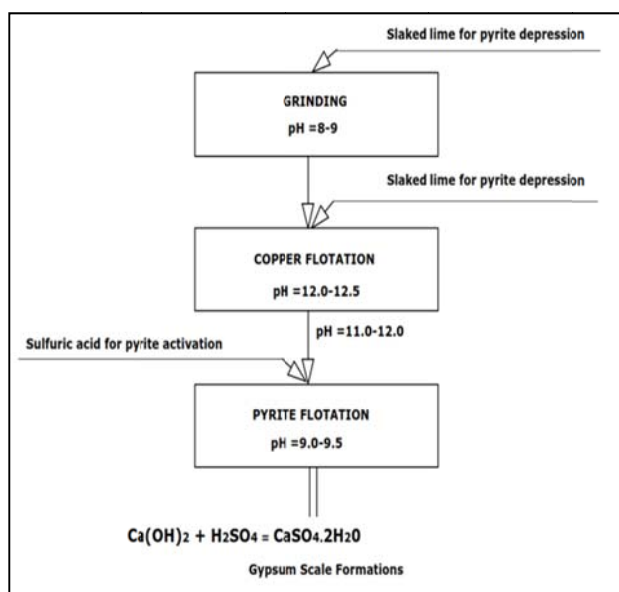 Slaked lime for pyrite depression
GRINDING
pH =8-9
Slaked lime for pyrite depression
COPPER FLOTATION
pH =12.0-12.5
pH =11.0-12.0
Sulfuric acid for pyrite activation
PYRITE FLOTATION
pH =9.0-9.5
Ca(OH)₂ + H₂SO₄ = CaSO₄.2H₂0
Gypsum Scale Formations